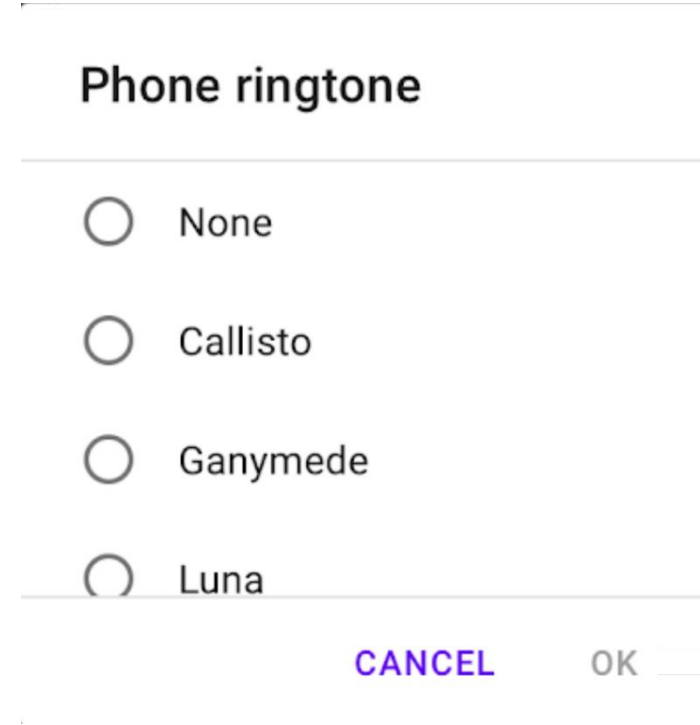 Phone ringtone
None
Callisto
Ganymede
Luna
CANCEL OK